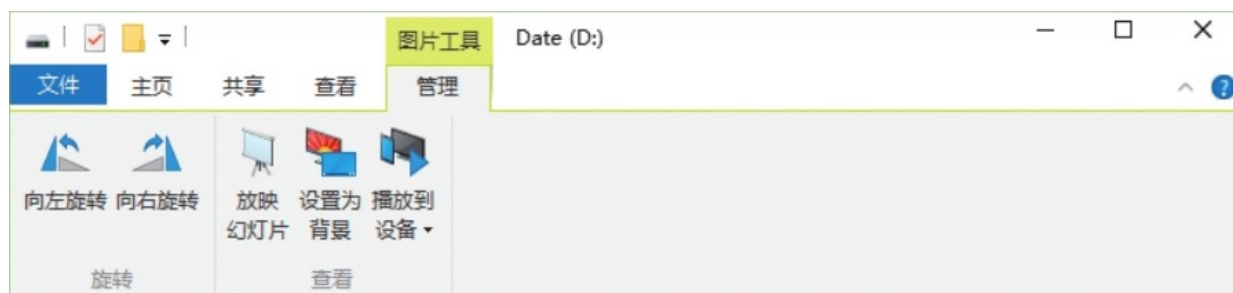 图片工具 Date (D:)
文件 主页 共享 查看 管理
向左旋转 向右旋转 放映 设置为 播放到
幻灯片 背景 设备
旋转 查看